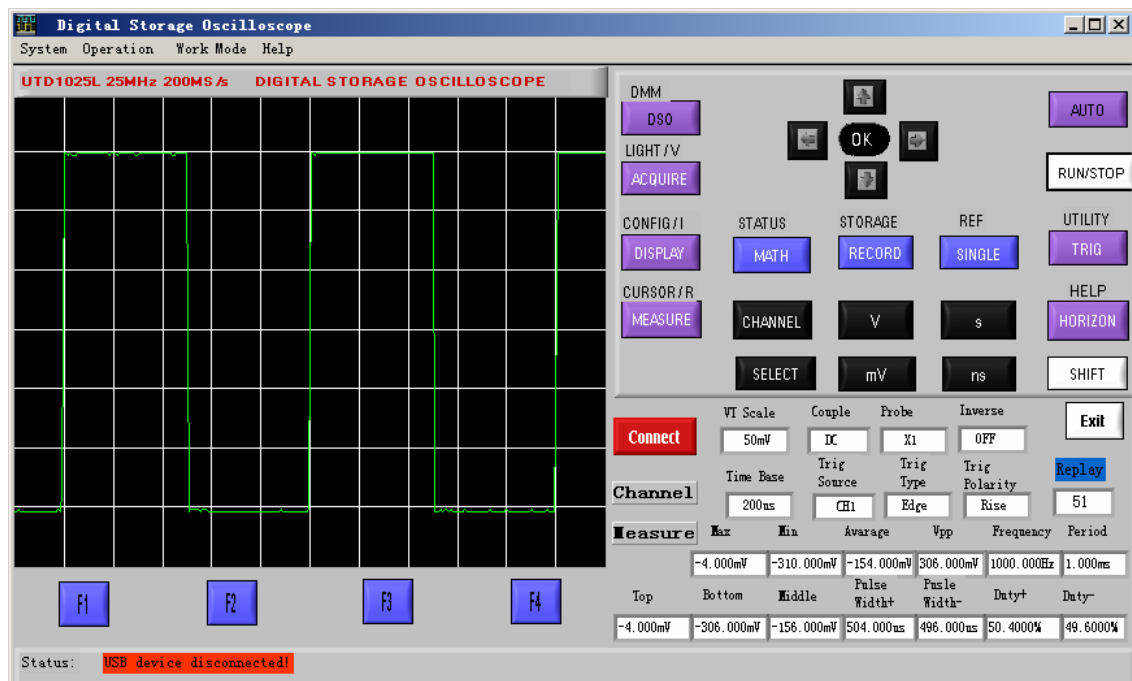 Digital Storage Oscilloscope
System Operation Work Mode Help
UTD1025L 25MHz 200MS/s DIGITAL STORAGE OSCILLOSCOPE
DMM
DSO
OK
AUTO
LIGHT/V
ACQUIRE
RUN/STOP
CONFIG/I STATUS STORAGE REF UTILITY
DISPLAY MATH RECORD SINGLE TRIG
CURSOR/R HELP
MEASURE CHANNEL V s HORIZON
SELECT mV ns SHIFT
VT Scale Couple Probe Inverse
Connect 50mV DC X1 OFF Exit
Time Base Trig Source Trig Type Trig Polarity Replay
Channel 200us CH1 Edge Rise 51
Measure Max Min Avarage Vpp Frequency Period
-4.000mV -310.000mV -154.000mV 306.000mV 1000.000Hz 1.000ms
F1 F2 F3 F4
Top Bottom Middle Pulse Width+ Pusle Width- Duty+ Duty-
-4.000mV -306.000mV -156.000mV 504.000us 496.000us 50.4000% 49.6000%
Status: USB device disconnected!